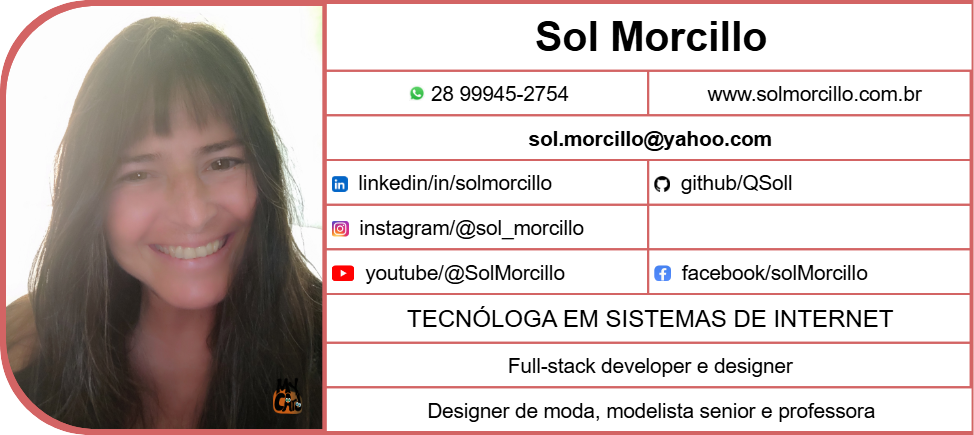 Sol Morcillo
28 99945-2754
www.solmorcillo.com.br
sol.morcillo@yahoo.com
linkedin/in/solmorcillo
github/QSoll
instagram/@sol_morcillo
youtube/@SolMorcillo
facebook/solMorcillo
TECNÓLOGA EM SISTEMAS DE INTERNET
Full-stack developer e designer
Designer de moda, modelista senior e professora